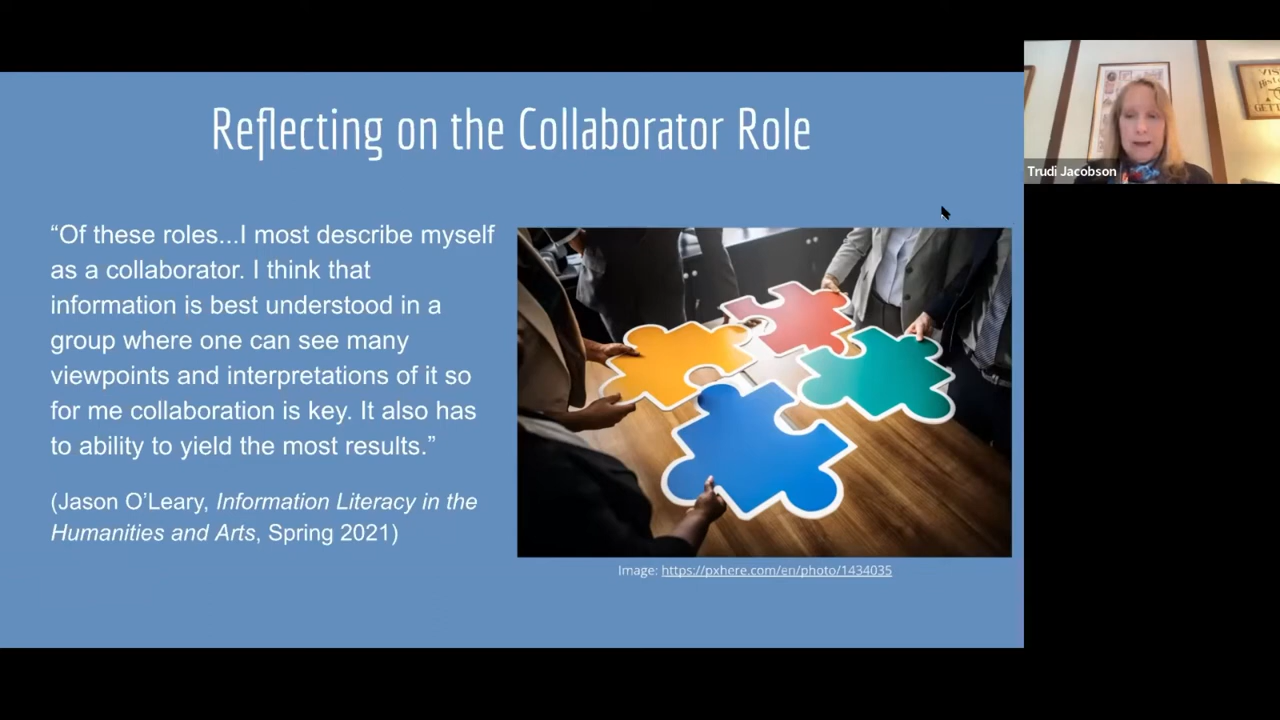 Reflecting on the Collaborator Role
“Of these roles...I most describe myself
as a collaborator. I think that
information is best understood in a
group where one can see many
viewpoints and interpretations of it so
for me collaboration is key. It also has
to ability to yield the most results.”
(Jason O’Leary, Information Literacy in the
Humanities and Arts, Spring 2021)
Image: https://pxhere.com/en/photo/1434035
Trudi Jacobson